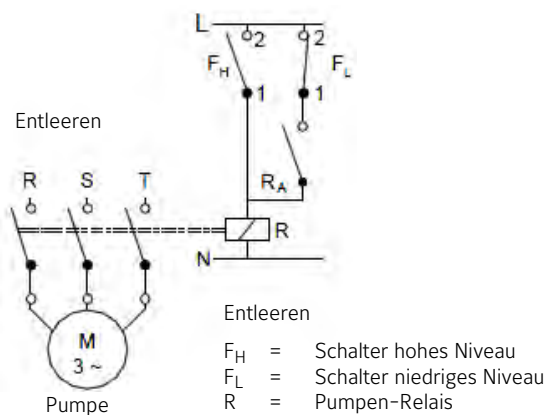 L
2 2
F_H F_L
1 1
Entleeren
R S T
R_A
R
N
M
3 ~
Pumpe
Entleeren
F_H = Schalter hohes Niveau
F_L = Schalter niedriges Niveau
R = Pumpen-Relais